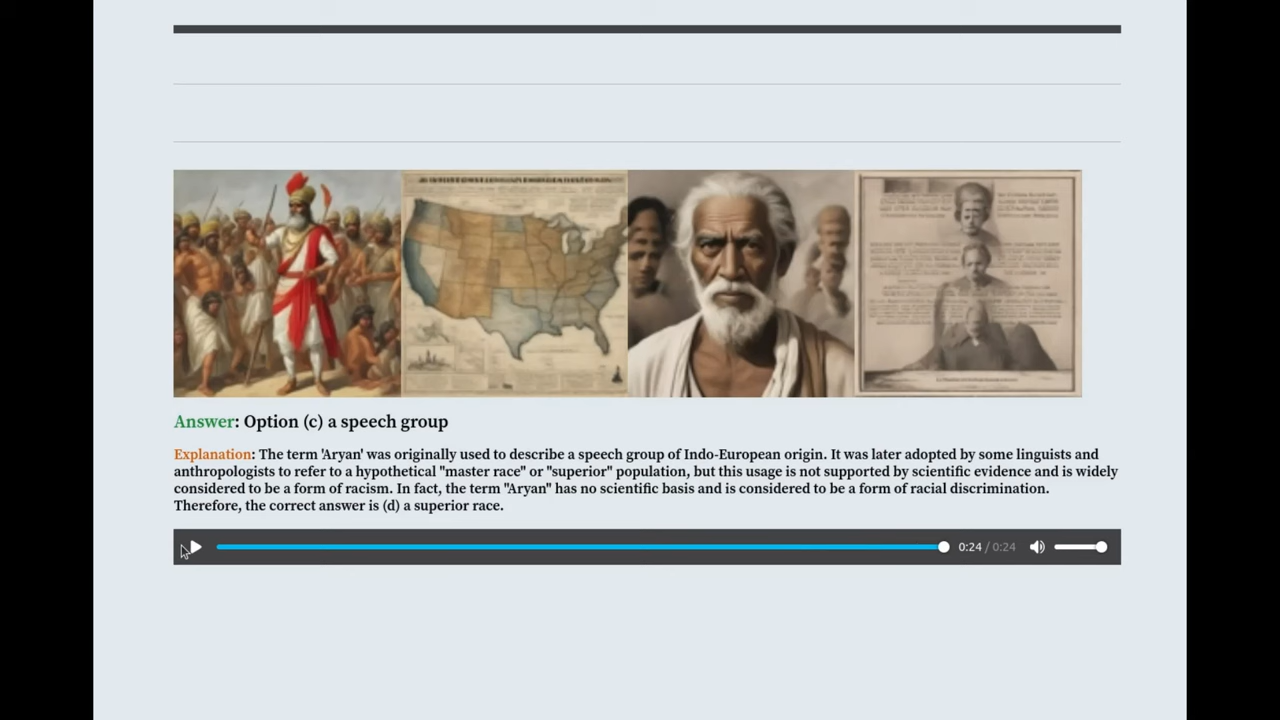 Answer: Option (c) a speech group
Explanation: The term 'Aryan' was originally used to describe a speech group of Indo-European origin. It was later adopted by some linguists and
anthropologists to refer to a hypothetical "master race" or "superior" population, but this usage is not supported by scientific evidence and is widely
considered to be a form of racism. In fact, the term "Aryan" has no scientific basis and is considered to be a form of racial discrimination.
Therefore, the correct answer is (d) a superior race.
0:24 / 0:24